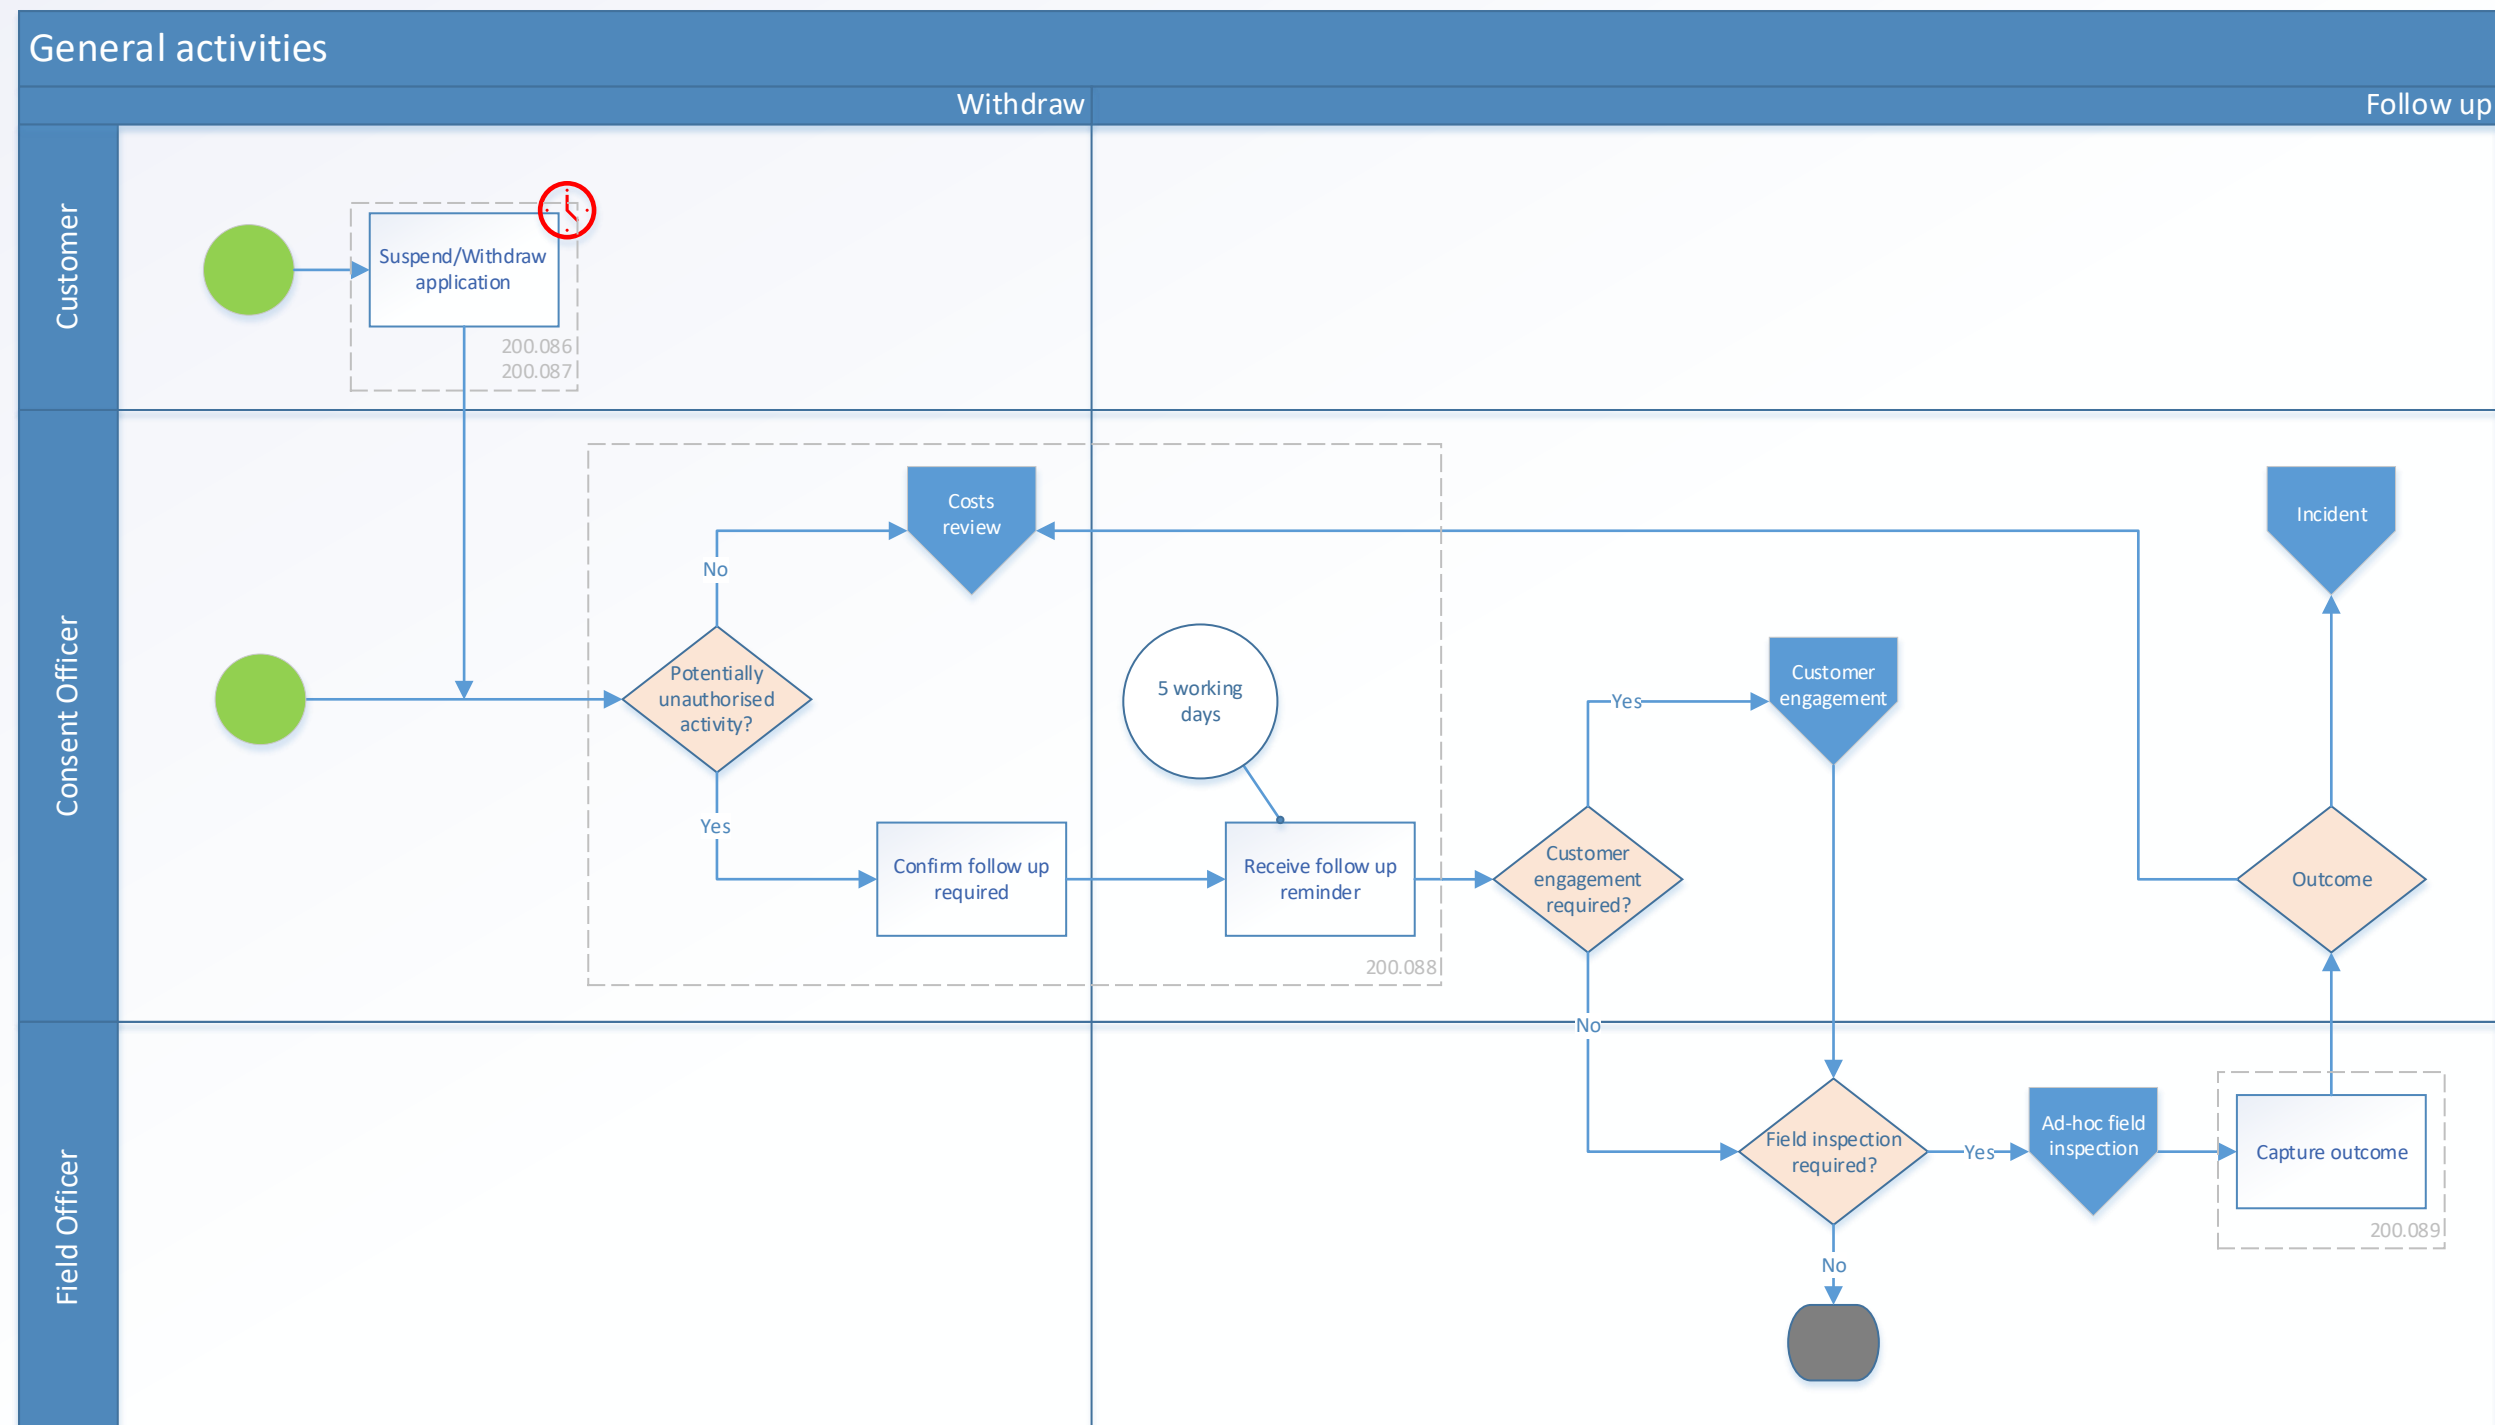 General activities
Withdraw
Follow up
Customer
Suspend/Withdraw
application
200.086
200.087
Consent Officer
Costs
review
Incident
No
Potentially
unauthorised
activity?
5 working
days
Customer
engagement
Yes
Yes
Confirm follow up
required
Receive follow up
reminder
Customer
engagement
required?
Outcome
200.088
No
Field Officer
Field inspection
required?
Yes
Ad-hoc field
inspection
Capture outcome
200.089
No